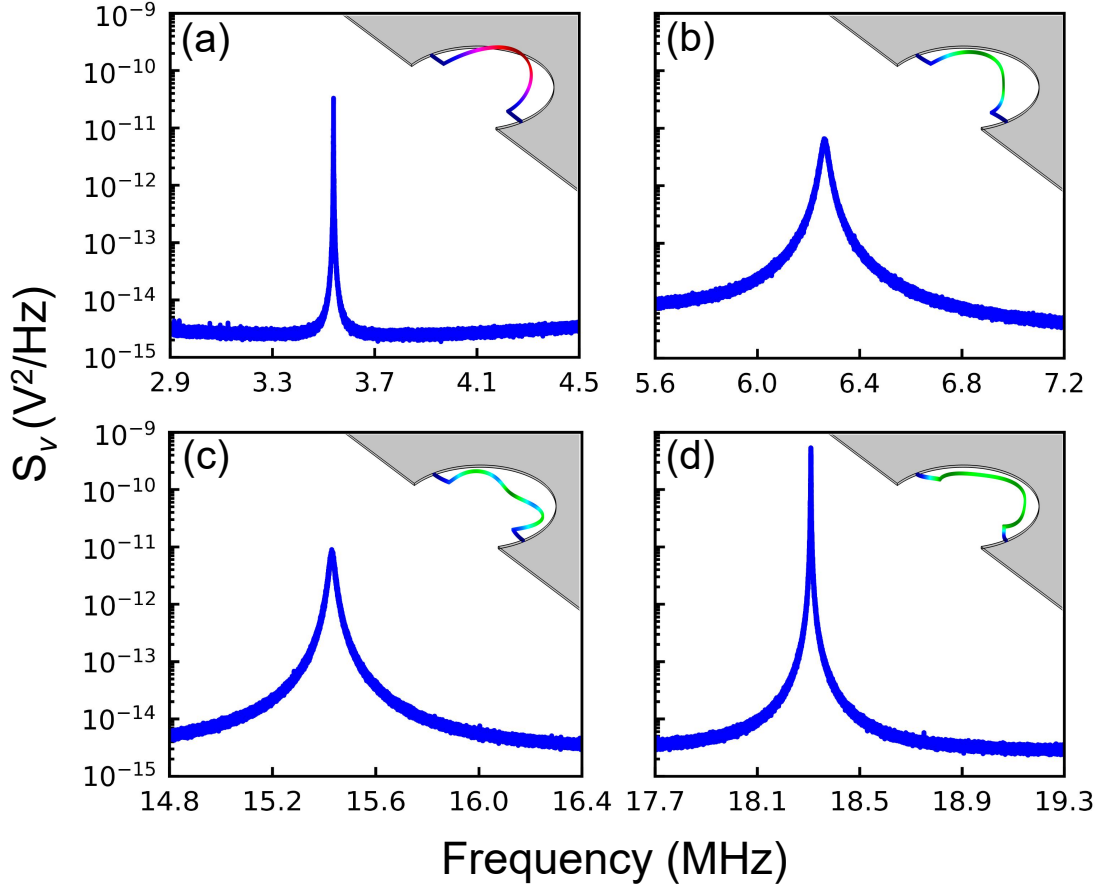 S_v (V²/Hz)
(a)
10⁻⁹
10⁻¹⁰
10⁻¹¹
10⁻¹²
10⁻¹³
10⁻¹⁴
10⁻¹⁵
2.9 3.3 3.7 4.1 4.5
(b)
5.6 6.0 6.4 6.8 7.2
(c)
10⁻⁹
10⁻¹⁰
10⁻¹¹
10⁻¹²
10⁻¹³
10⁻¹⁴
10⁻¹⁵
14.8 15.2 15.6 16.0 16.4
(d)
17.7 18.1 18.5 18.9 19.3
Frequency (MHz)